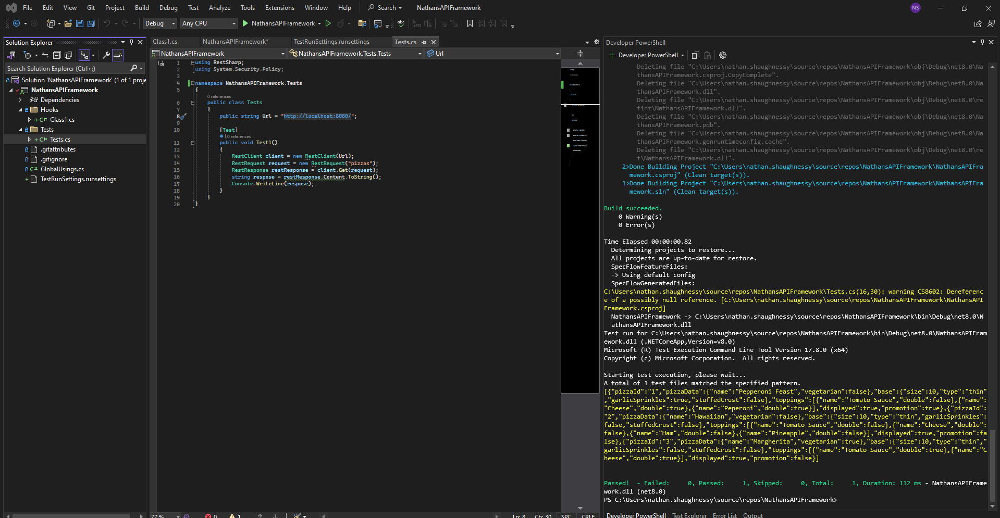 File Edit View Git Project Build Debug Test Analyze Tools Extensions Window Help Search NathansAPIFramework NS
Debug Any CPU NathansAPIFramework
Solution Explorer
Search Solution Explorer (Ctrl+;)
Solution 'NathansAPIFramework' (1 of 1 proje
NathansAPIFramework
Dependencies
Hooks
C# Class1.cs
Tests
C# Tests.cs
.gitattributes
.gitignore
C# GlobalUsings.cs
TestRunSettings.runsettings
Class1.cs NathansAPIFramework* TestRunSettings.runsettings Tests.cs
NathansAPIFramework NathansAPIFramework.Tests.Tests Url
1 using RestSharp;
2 using System.Security.Policy;
3
4 namespace NathansAPIFramework.Tests
5 {
0 references
6 public class Tests
7 {
8 public string Url = "http://localhost:8080/";
9
10 [Test]
0 references
11 public void Test1()
12 {
13 RestClient client = new RestClient(Url);
14 RestRequest request = new RestRequest("pizzas");
15 RestResponse restResponse = client.Get(request);
16 string respose = restResponse.Content.ToString();
17 Console.WriteLine(respose);
18 }
19 }
20 }
77 % 0 1 Ln: 8 Ch: 30 SPC CRLF
Developer PowerShell
Developer PowerShell
Deleting file "C:\Users\nathan.shaughnessy\source\repos\NathansAPIFramework\obj\Debug\net8.0\Na
thansAPIFramework.csproj.CopyComplete".
Deleting file "C:\Users\nathan.shaughnessy\source\repos\NathansAPIFramework\obj\Debug\net8.0\Na
thansAPIFramework.dll".
Deleting file "C:\Users\nathan.shaughnessy\source\repos\NathansAPIFramework\obj\Debug\net8.0\re
fint\NathansAPIFramework.dll".
Deleting file "C:\Users\nathan.shaughnessy\source\repos\NathansAPIFramework\obj\Debug\net8.0\Na
thansAPIFramework.pdb".
Deleting file "C:\Users\nathan.shaughnessy\source\repos\NathansAPIFramework\obj\Debug\net8.0\Na
thansAPIFramework.genruntimeconfig.cache".
Deleting file "C:\Users\nathan.shaughnessy\source\repos\NathansAPIFramework\obj\Debug\net8.0\re
f\NathansAPIFramework.dll".
2>Done Building Project "C:\Users\nathan.shaughnessy\source\repos\NathansAPIFramework\NathansAPIFra
mework.csproj" (Clean target(s)).
1>Done Building Project "C:\Users\nathan.shaughnessy\source\repos\NathansAPIFramework\NathansAPIFra
mework.sln" (Clean target(s)).
Build succeeded.
0 Warning(s)
0 Error(s)
Time Elapsed 00:00:00.82
Determining projects to restore...
All projects are up-to-date for restore.
SpecFlowFeatureFiles:
-> Using default config
SpecFlowGeneratedFiles:
C:\Users\nathan.shaughnessy\source\repos\NathansAPIFramework\Tests.cs(16,30): warning CS8602: Dereferenc
e of a possibly null reference. [C:\Users\nathan.shaughnessy\source\repos\NathansAPIFramework\NathansAPI
Framework.csproj]
NathansAPIFramework -> C:\Users\nathan.shaughnessy\source\repos\NathansAPIFramework\bin\Debug\net8.0\N
athansAPIFramework.dll
Test run for C:\Users\nathan.shaughnessy\source\repos\NathansAPIFramework\bin\Debug\net8.0\NathansAPIFram
ework.dll (.NETCoreApp,Version=v8.0)
Microsoft (R) Test Execution Command Line Tool Version 17.8.0 (x64)
Copyright (c) Microsoft Corporation.  All rights reserved.
Starting test execution, please wait...
A total of 1 test files matched the specified pattern.
[{"pizzaId":"1","pizzaData":{"name":"Pepperoni Feast","vegetarian":false},"base":{"size":10,"type":"thin"
,"garlicSprinkles":true,"stuffedCrust":false},"toppings":[{"name":"Tomato Sauce","double":false},{"name":
"Cheese","double":true},{"name":"Peperoni","double":true}],"displayed":true,"promotion":true},{"pizzaId":
"2","pizzaData":{"name":"Hawaiian","vegetarian":false},"base":{"size":10,"type":"thin","garlicSprinkles":
false,"stuffedCrust":false},"toppings":[{"name":"Tomato Sauce","double":false},{"name":"Cheese","double":
false},{"name":"Ham","double":false},{"name":"Pineapple","double":false}],"displayed":true,"promotion":fa
lse},{"pizzaId":"3","pizzaData":{"name":"Margherita","vegetarian":true},"base":{"size":10,"type":"thin","
garlicSprinkles":false,"stuffedCrust":false},"toppings":[{"name":"Tomato Sauce","double":true},{"name":"C
heese","double":true}],"displayed":true,"promotion":false}]
Passed!  - Failed:     0, Passed:     1, Skipped:     0, Total:     1, Duration: 112 ms - NathansAPIFrame
work.dll (net8.0)
PS C:\Users\nathan.shaughnessy\source\repos\NathansAPIFramework>
Developer PowerShell Test Explorer Error List Output